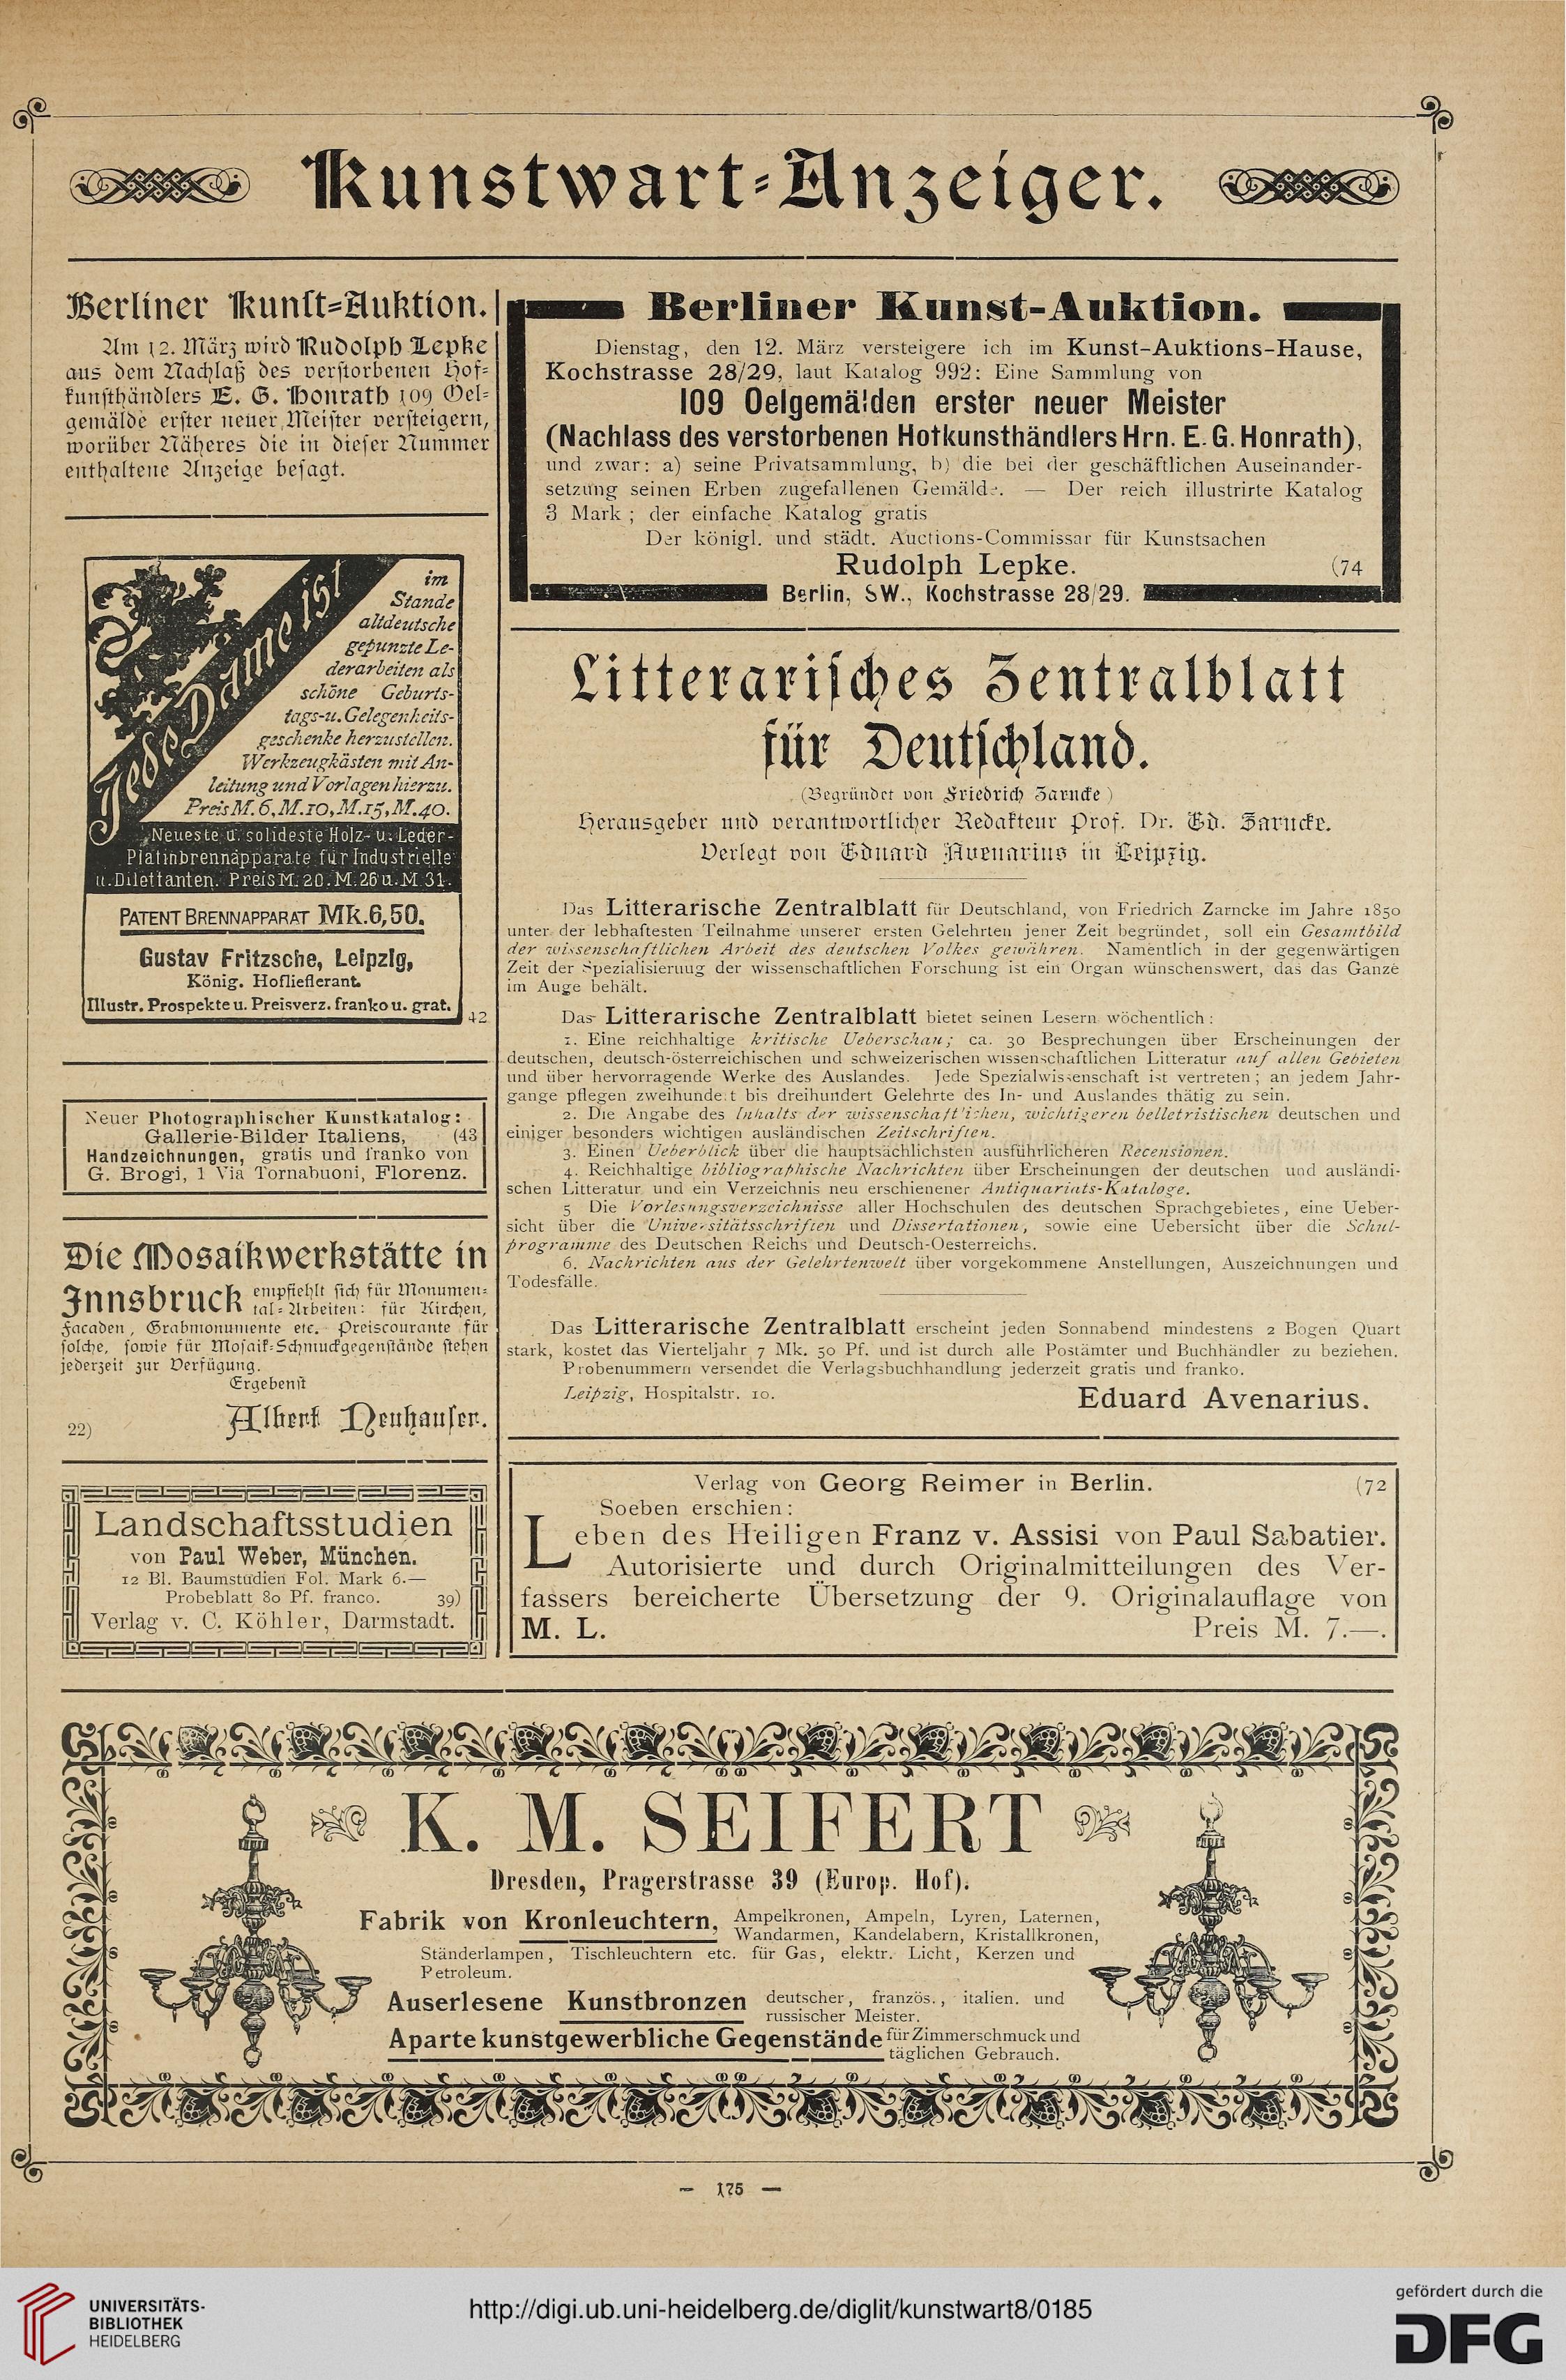 Kunstwart-Anzeiger.
Berliner Kunst-Auktion.
Am 12. März wird Rudolph Lepke
aus dem Nachlaß des verstorbenen Hof-
kunsthändlers E. G. Honrath 109 Oel-
gemälde erster neuer Meister versteigern,
worüber Näheres die in dieser Nummer
enthaltene Anzeige besagt.
Jede Dame ist
im
Stande
altdeutsche
gepunzte Le-
derarbeiten als
schöne Geburts-
tags-u. Gelegenheits-
geschenke herzustellen.
Werkzeugkästen mit An-
leitung und Vorlagen hierzu.
Preis M. 6, M. 10, M. 15, M. 40.
Neueste u. solideste Holz- u. Leder-
Platinbrennapparate für Industrielle
u. Dilettanten. Preis M. 20. M. 26 u. M. 31.
PATENT BRENNAPPARAT MK. 6,50.
Gustav Fritzsche, Leipzig,
König. Hoflieflerant.
Illustr. Prospekte u. Preisverz. franko u. grat.
42
Neuer Photographischer Kunstkatalog:
Gallerie-Bilder Italiens, (43
Handzeichnungen, gratis und franko von
G. Brogi, 1 Via Tornabuoni, Florenz.
Die Mosaikwerkstätte in
Innsbruck empfiehlt sich für Monumen-
tal-Arbeiten: für Kirchen,
Facaden, Grabmonumente etc. Preiscourante für
solche, sowie für Mosaik-Schmuckgegenstände stehen
jederzeit zur Verfügung.
Ergebenst
22) Albert Neuhauser.
Landschaftsstudien
von Paul Weber, München.
12 Bl. Baumstudien Fol. Mark 6.—
Probeblatt 80 Pf. franco. 39)
Verlag v. C. Köhler, Darmstadt.
Berliner Kunst-Auktion.
Dienstag, den 12. März versteigere ich im Kunst-Auktions-Hause,
Kochstrasse 28/29, laut Katalog 992: Eine Sammlung von
109 Oelgemälden erster neuer Meister
(Nachlass des verstorbenen Hofkunsthändlers Hrn. E. G. Honrath),
und zwar: a) seine Privatsammlung, b) die bei der geschäftlichen Auseinander-
setzung seinen Erben zugefallenen Gemälde. — Der reich illustrirte Katalog
3 Mark ; der einfache Katalog gratis
Der königl. und städt. Auctions-Commissar für Kunstsachen
Rudolph Lepke. (74
Berlin, SW., Kochstrasse 28/29.
Litterarisches Zentralblatt
für Deutschland.
(Begründet von Friedrich Zarncke)
Herausgeber und verantwortlicher Redakteur Prof. Dr. Ed. Zarncke.
Verlegt von Eduard Avenarius in Leipzig.
Das Litterarische Zentralblatt für Deutschland, von Friedrich Zarncke im Jahre 1850
unter der lebhaftesten Teilnahme unserer ersten Gelehrten jener Zeit begründet, soll ein Gesamtbild
der wissenschaftlichen Arbeit des deutschen Volkes gewähren. Namentlich in der gegenwärtigen
Zeit der Spezialisierung der wissenschaftlichen Forschung ist ein Organ wünschenswert, das das Ganze
im Auge behält.
Das Litterarische Zentralblatt bietet seinen Lesern wöchentlich:
1. Eine reichhaltige kritische Ueberschau; ca. 30 Besprechungen über Erscheinungen der
deutschen, deutsch-österreichischen und schweizerischen wissenschaftlichen Litteratur auf allen Gebieten
und über hervorragende Werke des Auslandes. Jede Spezialwissenschaft ist vertreten; an jedem Jahr-
gange pflegen zweihundert bis dreihundert Gelehrte des In- und Auslandes thätig zu sein.
2. Die Angabe des Inhalts der wissenschaftlichen, wichtigeren belletristischen deutschen und
einiger besonders wichtigen ausländischen Zeitschriften.
3. Einen Ueberblick über die hauptsächlichsten ausführlicheren Recensionen.
4. Reichhaltige bibliographische Nachrichten über Erscheinungen der deutschen und ausländi-
schen Litteratur und ein Verzeichnis neu erschienener Antiquariats-Kataloge.
5 Die Vorlesungsverzeichnisse aller Hochschulen des deutschen Sprachgebietes, eine Ueber-
sicht über die Universitätsschriften und Dissertationen, sowie eine Uebersicht über die Schul-
programme des Deutschen Reichs und Deutsch-Oesterreichs.
6. Nachrichten aus der Gelehrtenwelt über vorgekommene Anstellungen, Auszeichnungen und
Todesfälle.
Das Litterarische Zentralblatt erscheint jeden Sonnabend mindestens 2 Bogen Quart
stark, kostet das Vierteljahr 7 Mk. 50 Pf. und ist durch alle Postämter und Buchhändler zu beziehen.
Probenummern versendet die Verlagsbuchhandlung jederzeit gratis und franko.
Leipzig, Hospitalstr. 10. Eduard Avenarius.
Verlag von Georg Reimer in Berlin. (72
Soeben erschien:
Leben des Heiligen Franz v. Assisi von Paul Sabatier.
Autorisierte und durch Originalmitteilungen des Ver-
fassers bereicherte Übersetzung der 9. Originalauflage von
M. L. Preis M. 7.—.
K. M. SEIFERT
Dresden, Pragerstrasse 39 (Europ. Hof).
Fabrik von Kronleuchtern, Ampelkronen, Ampeln, Lyren, Laternen,
Wandarmen, Kandelabern, Kristallkronen,
Ständerlampen, Tischleuchtern etc. für Gas, elektr. Licht, Kerzen und
Petroleum.
Auserlesene Kunstbronzen deutscher, französ., italien. und
russischer Meister.
Aparte kunstgewerbliche Gegenstände für Zimmerschmuck und
täglichen Gebrauch.
— 175 —
UNIVERSITÄTS-
BIBLIOTHEK
HEIDELBERG
http://digi.ub.uni-heidelberg.de/diglit/kunstwart8/0185
gefördert durch die
DFG